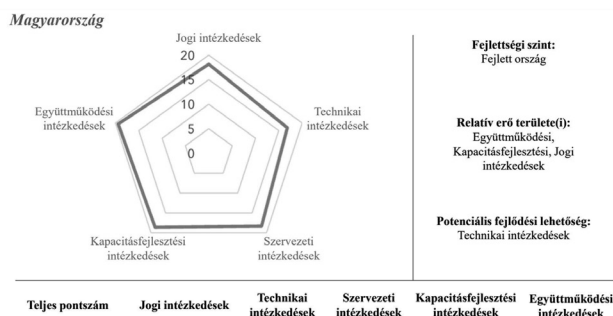 Magyarország
Jogi intézkedések
20
15
10
5
0
Technikai
intézkedések
Szervezeti
intézkedések
Kapacitásfejlesztési
intézkedések
Együttműködési
intézkedések
Fejlettségi szint:
Fejlett ország
Relatív erő területe(i):
Együttműködési,
Kapacitásfejlesztési, Jogi
intézkedések
Potenciális fejlődési lehetőség:
Technikai intézkedések
Teljes pontszám
Jogi intézkedések
Technikai
intézkedések
Szervezeti
intézkedések
Kapacitásfejlesztési
intézkedések
Együttműködési
intézkedések